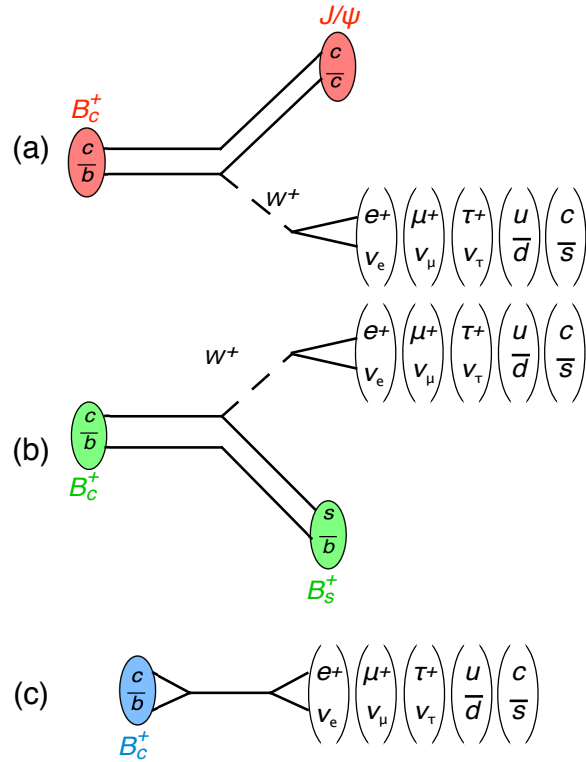 J/ψ
c
c̅
B_c^+
(a)
c
b̅
W+
e+ μ+ τ+ u c
ν_e ν_μ ν_τ d̅ s̅
e+ μ+ τ+ u c
ν_e ν_μ ν_τ d̅ s̅
W+
(b)
c
b̅
B_c^+
s
b̅
B_s^+
(c)
c
b̅
e+ μ+ τ+ u c
ν_e ν_μ ν_τ d̅ s̅
B_c^+